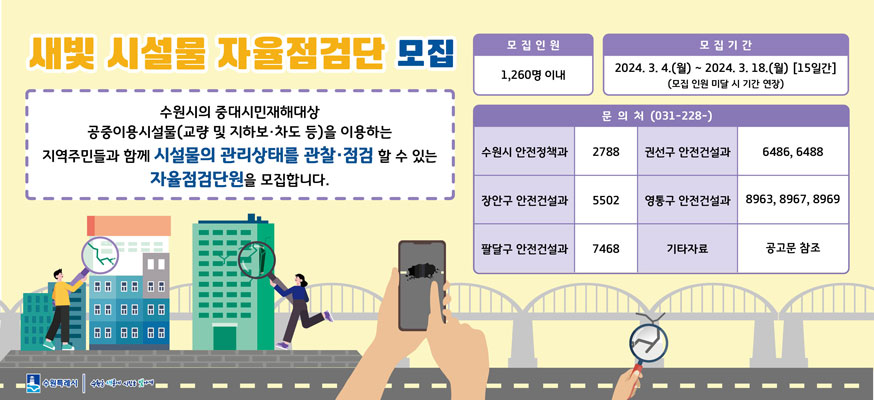 새빛 시설물 자율점검단 모집
수원시의 중대시민재해대상
공중이용시설물(교량 및 지하보·차도 등)을 이용하는
지역주민들과 함께 시설물의 관리상태를 관찰·점검 할 수 있는
자율점검단원을 모집합니다.
모집인원
1,260명 이내
모집기간
2024. 3. 4.(월) ~ 2024. 3. 18.(월) [15일간]
(모집 인원 미달 시 기간 연장)
문의처 (031-228-)
수원시 안전정책과 2788 권선구 안전건설과 6486, 6488
장안구 안전건설과 5502 영통구 안전건설과 8963, 8967, 8969
팔달구 안전건설과 7468 기타자료 공고문 참조
수원특례시